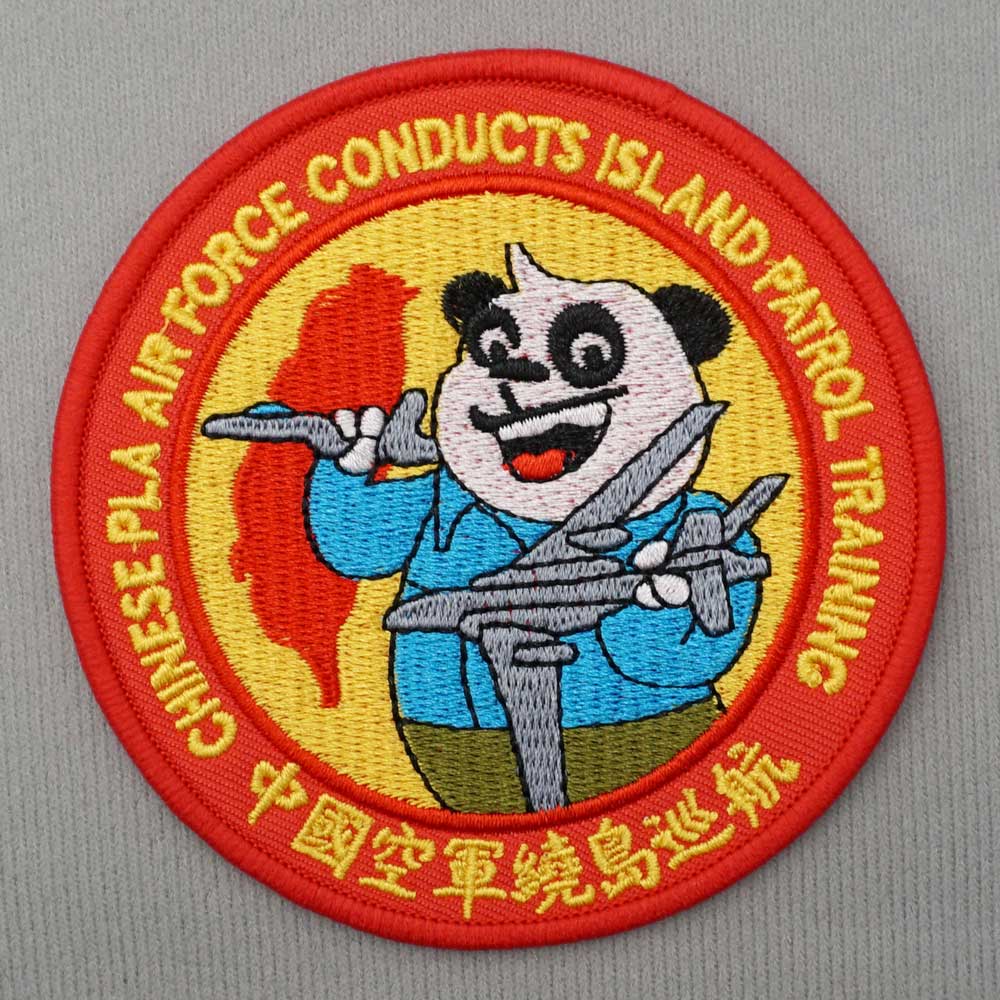 CHINESE PLA AIR FORCE CONDUCTS ISLAND PATROL TRAINING
中國空軍繞島巡航